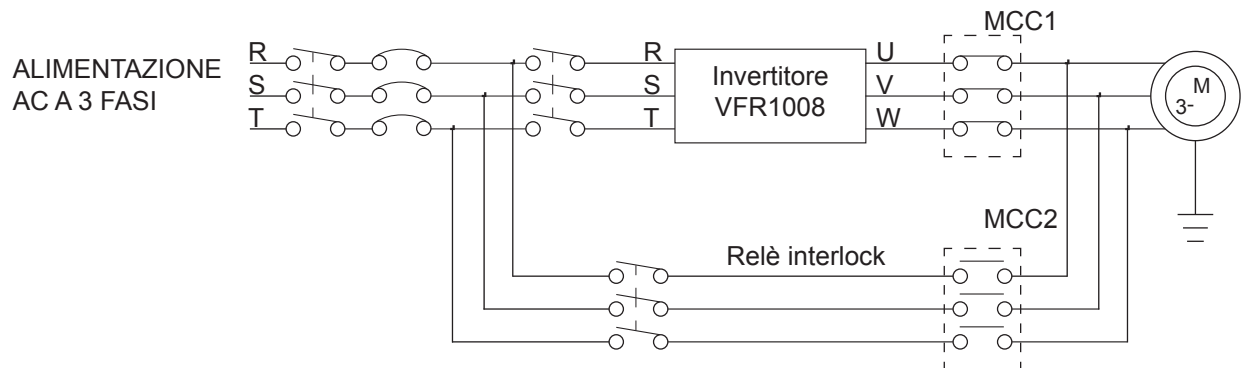 MCC1
ALIMENTAZIONE
AC A 3 FASI
R
S
T
R
S
T
Invertitore
VFR1008
U
V
W
M
3-
MCC2
Relè interlock